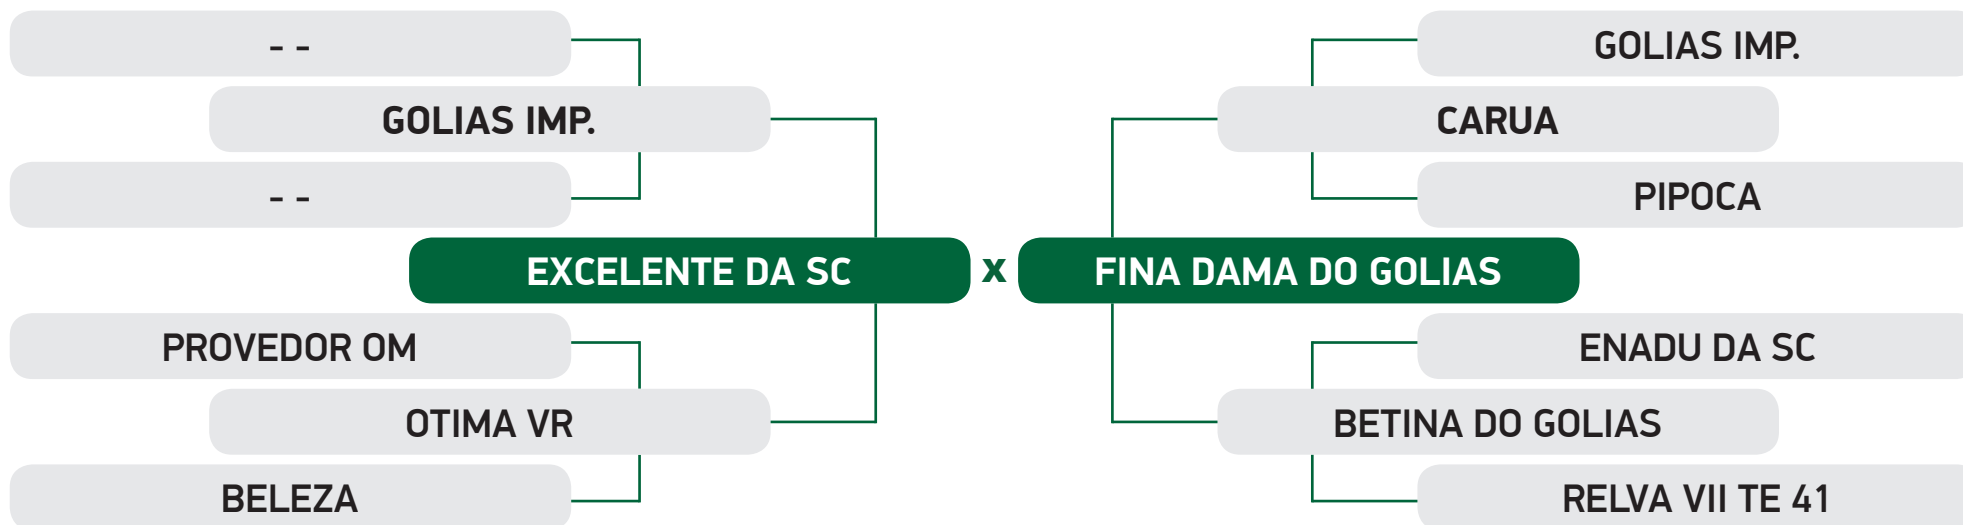 - -
GOLIAS IMP.
GOLIAS IMP.
CARUA
- -
PIPOCA
EXCELENTE DA SC x FINA DAMA DO GOLIAS
PROVEDOR OM
ENADU DA SC
OTIMA VR
BETINA DO GOLIAS
BELEZA
RELVA VII TE 41